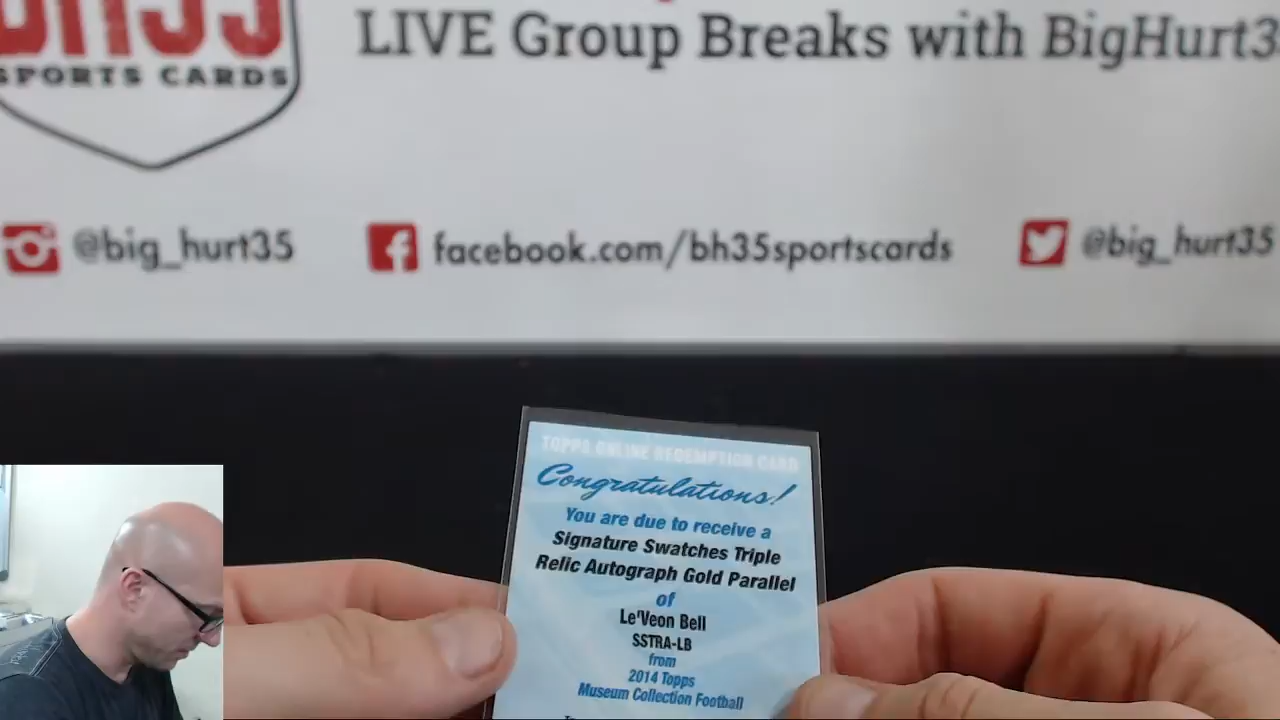 BH35
SPORTS CARDS
LIVE Group Breaks with BigHurt3
@big_hurt35
facebook.com/bh35sportscards
@big_hurt35
TOPPS ONLINE REDEMPTION CARD
Congratulations!
You are due to receive a
Signature Swatches Triple
Relic Autograph Gold Parallel
of
Le'Veon Bell
SSTRA-LB
from
2014 Topps
Museum Collection Football